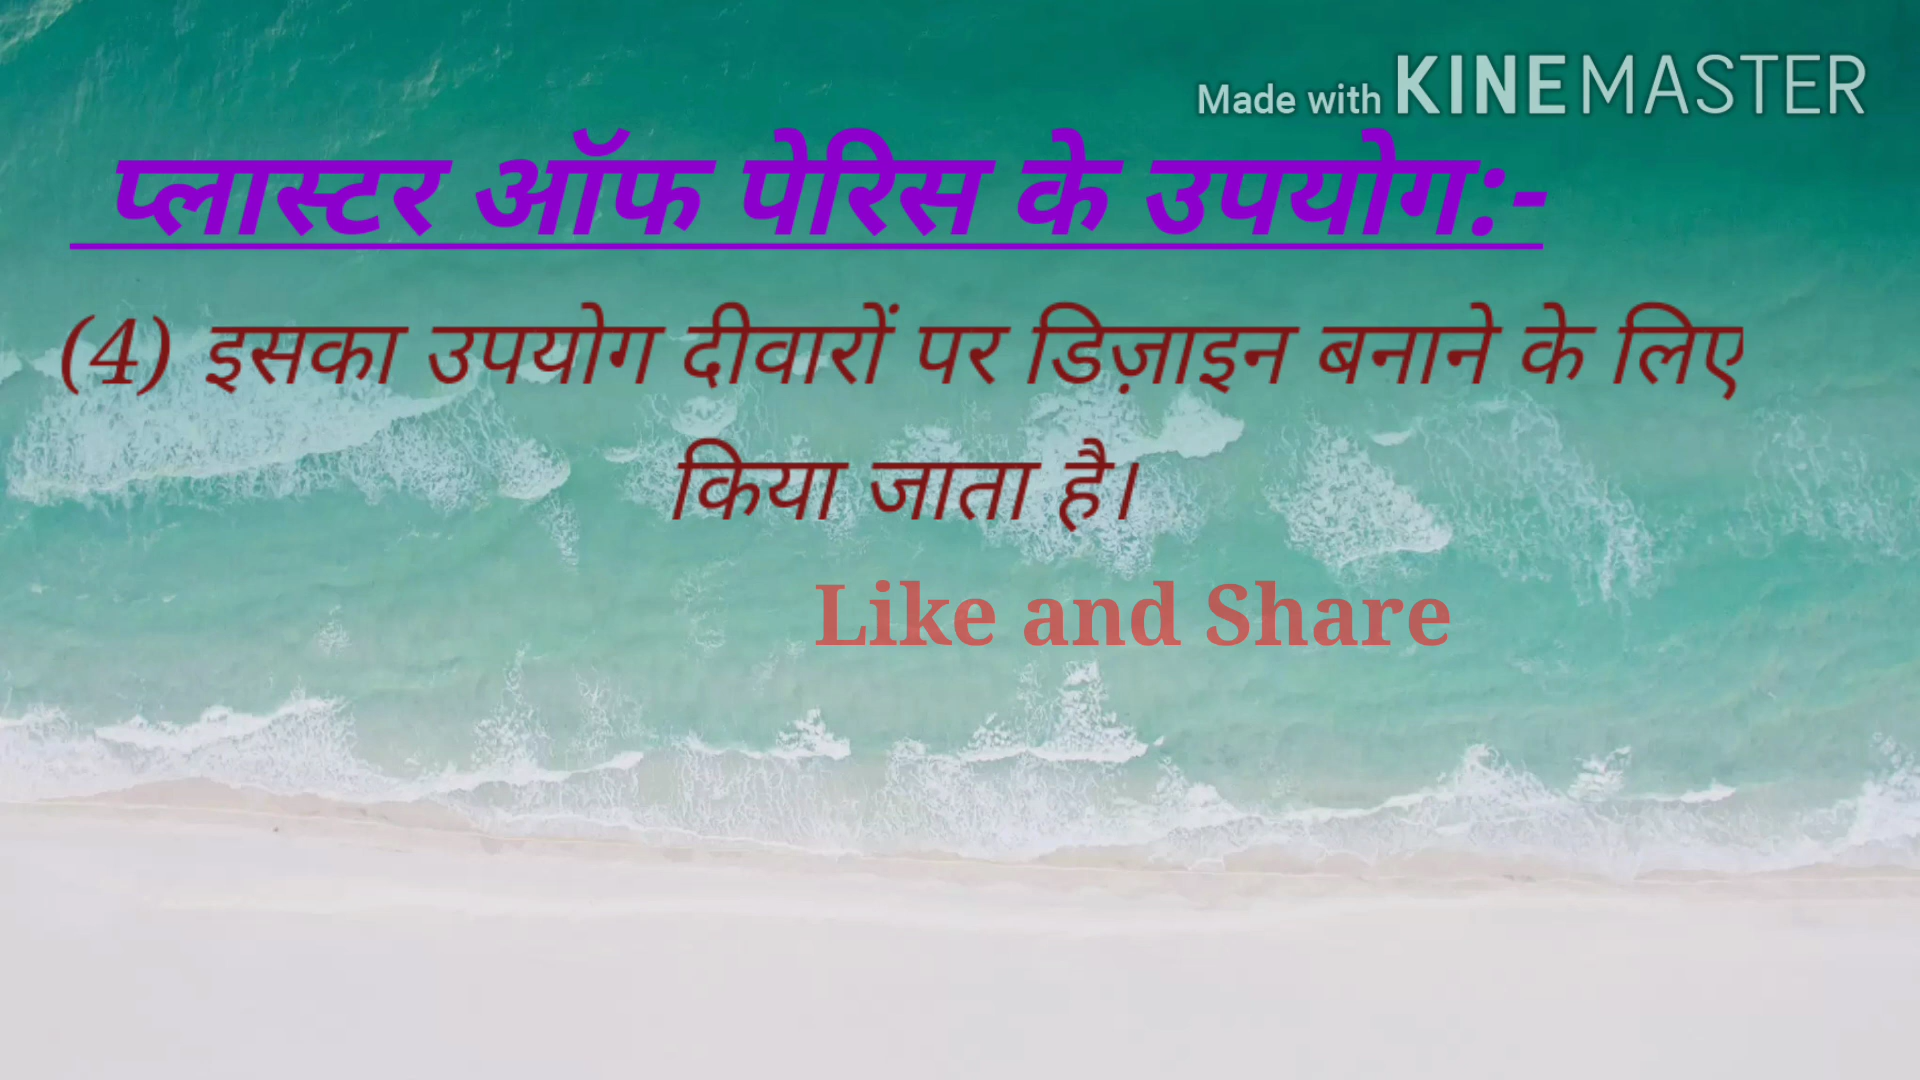 Made with KINEMASTER
प्लास्टर ऑफ पेरिस के उपयोग:-
(4) इसका उपयोग दीवारों पर डिज़ाइन बनाने के लिए
किया जाता है।
Like and Share